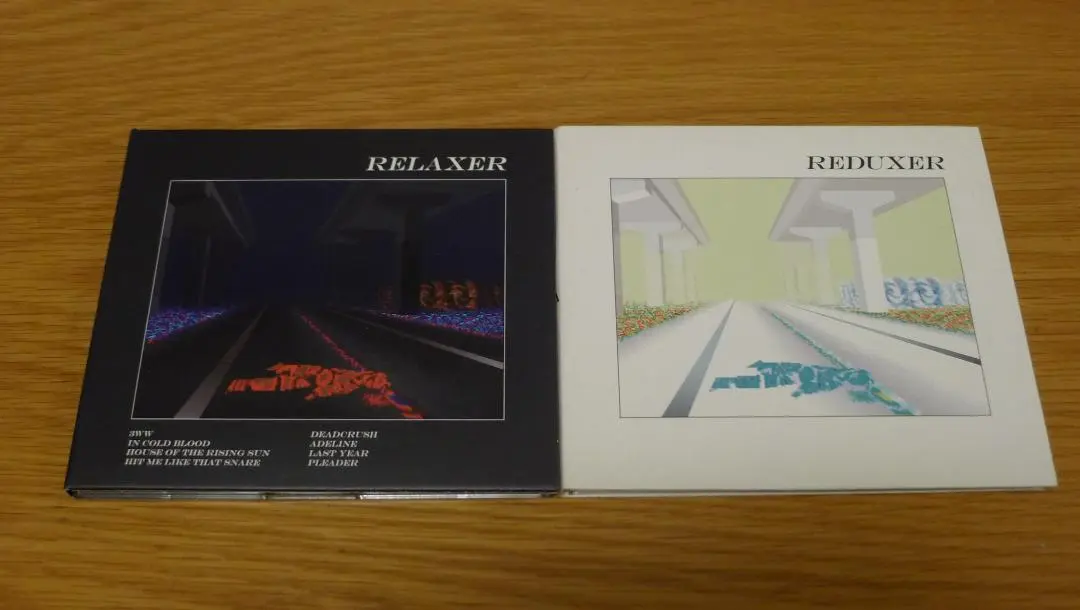 RELAXER
3WW
IN COLD BLOOD
HOUSE OF THE RISING SUN
HIT ME LIKE THAT SNARE
DEADCRUSH
ADELINE
LAST YEAR
PLEADER
REDUXER